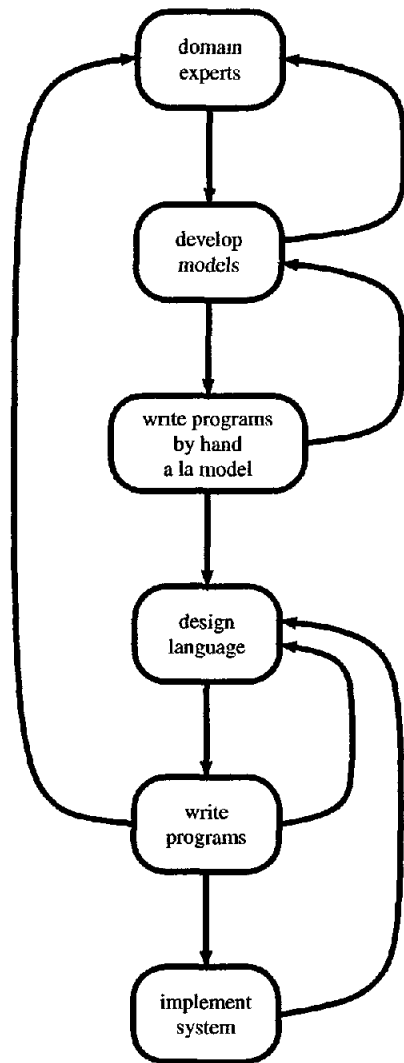 domain
experts
develop
models
write programs
by hand
a la model
design
language
write
programs
implement
system